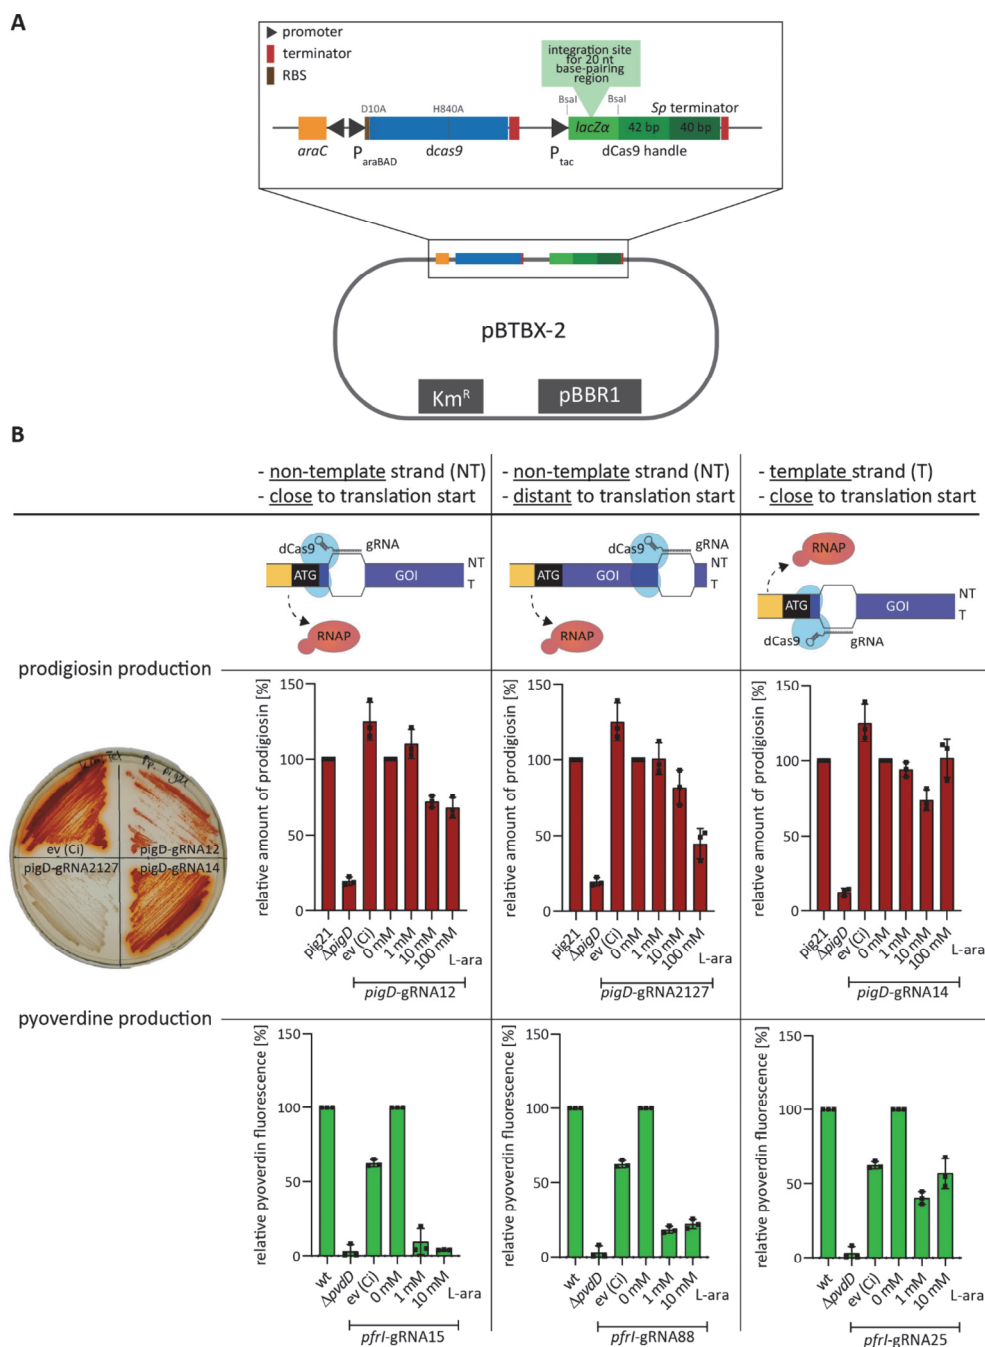 A
promoter
terminator
RBS
integration site
for 20 nt
base-pairing
region
D10A
H840A
BsaI
BsaI
Sp terminator
lacZα
42 bp
40 bp
araC
ParaBAD
dcas9
Ptac
dCas9 handle
pBTBX-2
KmR
pBBR1
B
- non-template strand (NT)
- close to translation start
- non-template strand (NT)
- distant to translation start
- template strand (T)
- close to translation start
dCas9
gRNA
ATG
GOI
NT
T
RNAP
dCas9
gRNA
ATG
GOI
NT
T
RNAP
RNAP
ATG
GOI
NT
T
dCas9
gRNA
prodigiosin production
ev (Ci)
pigD-gRNA12
pigD-gRNA2127
pigD-gRNA14
relative amount of prodigiosin [%]
150
100
50
0
pig21
ΔpigD
ev (Ci)
0 mM
1 mM
10 mM
100 mM
L-ara
pigD-gRNA12
relative amount of prodigiosin [%]
150
100
50
0
pig21
ΔpigD
ev (Ci)
0 mM
1 mM
10 mM
100 mM
L-ara
pigD-gRNA2127
relative amount of prodigiosin [%]
150
100
50
0
pig21
ΔpigD
ev (Ci)
0 mM
1 mM
10 mM
100 mM
L-ara
pigD-gRNA14
pyoverdine production
relative pyoverdin fluorescence [%]
150
100
50
0
wt
ΔpvdD
ev (Ci)
0 mM
1 mM
10 mM
L-ara
pfrI-gRNA15
relative pyoverdin fluorescence [%]
150
100
50
0
wt
ΔpvdD
ev (Ci)
0 mM
1 mM
10 mM
L-ara
pfrI-gRNA88
relative pyoverdin fluorescence [%]
150
100
50
0
wt
ΔpvdD
ev (Ci)
0 mM
1 mM
10 mM
L-ara
pfrI-gRNA25